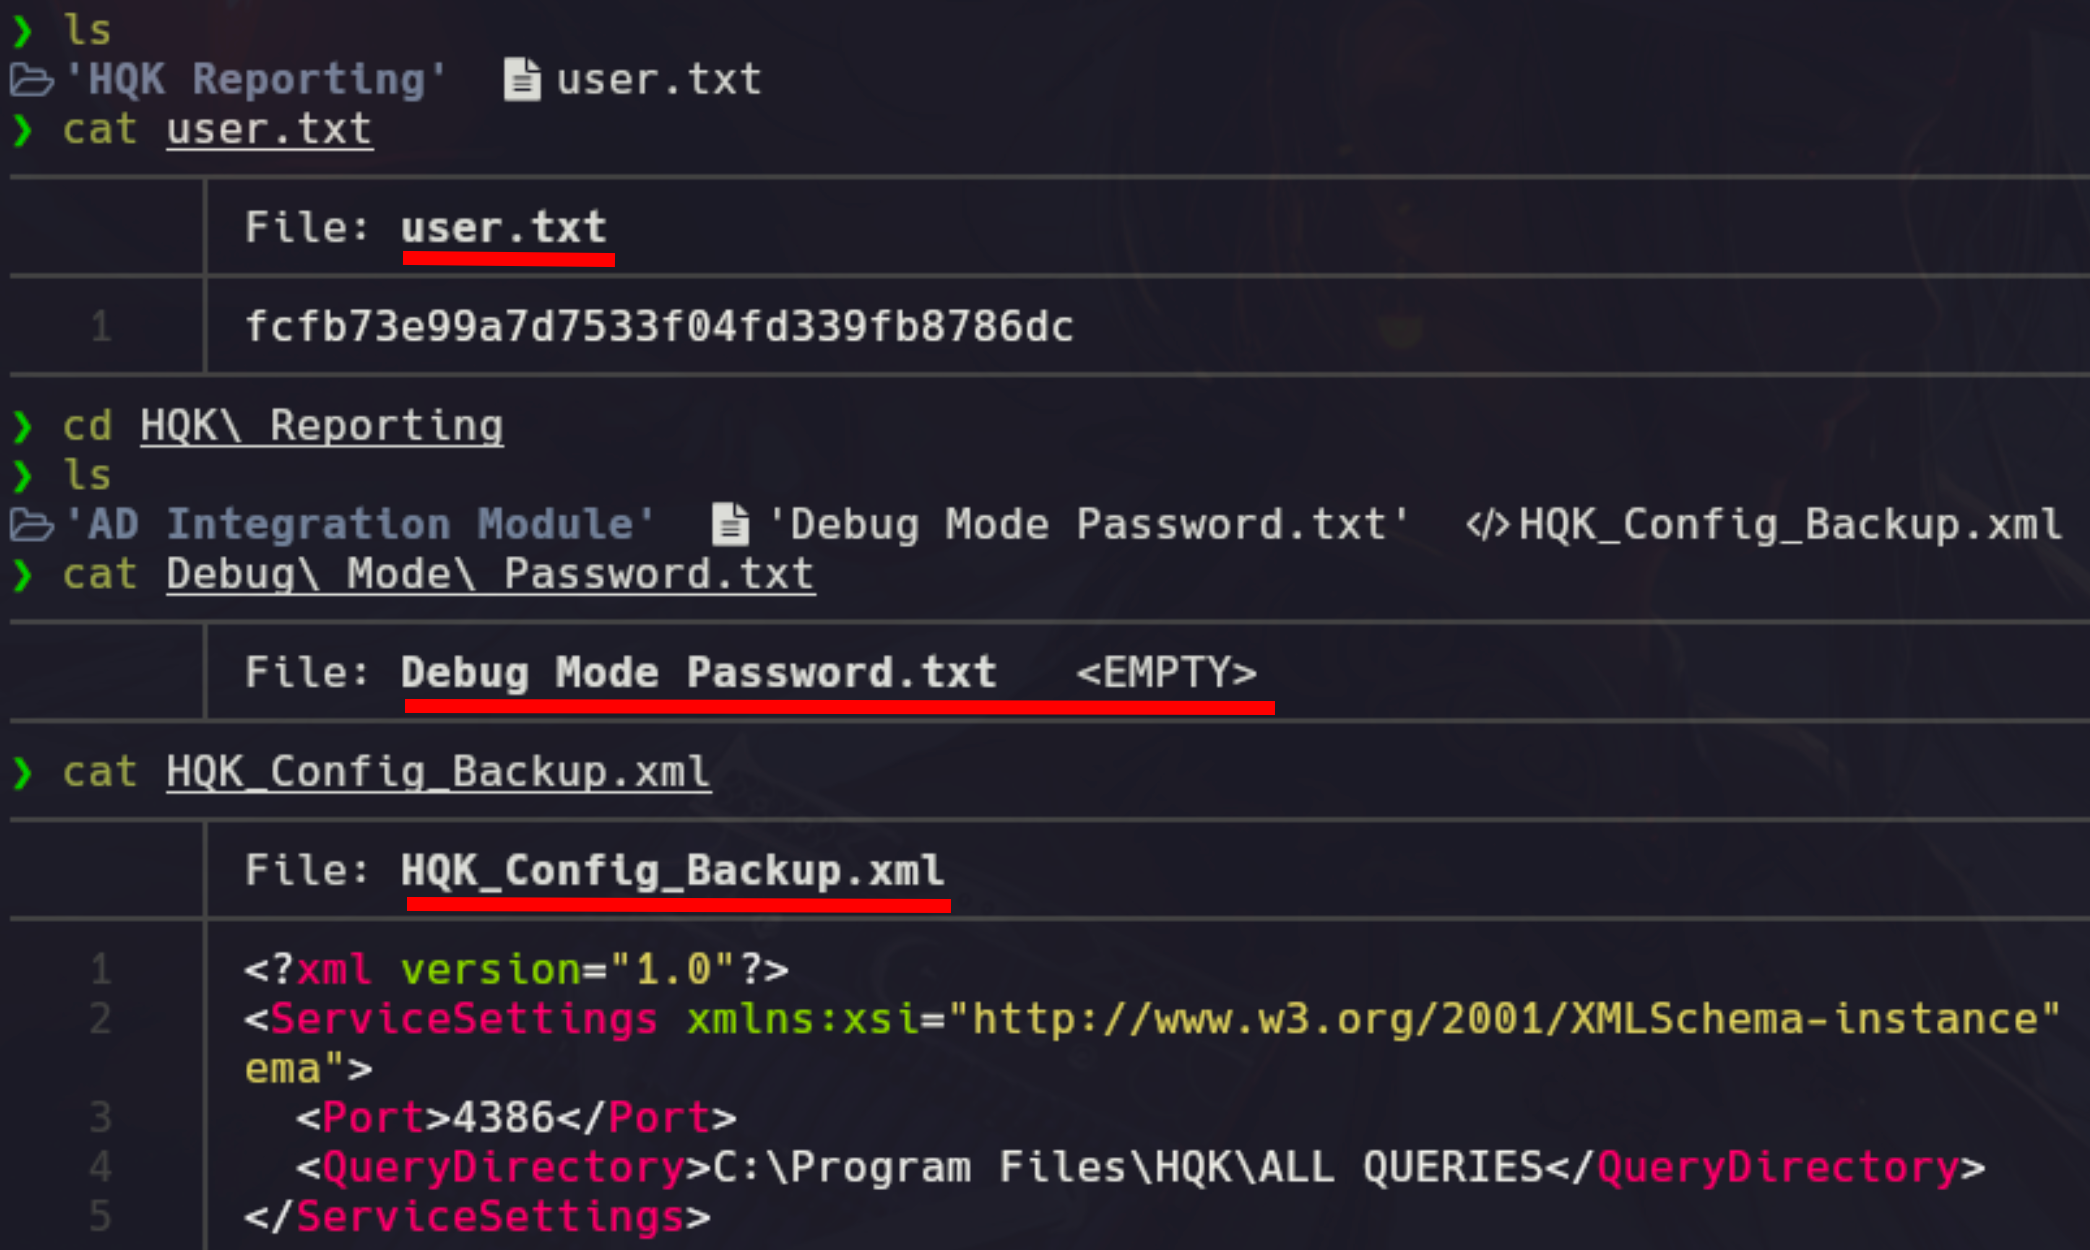 ❯ ls
'HQK Reporting' user.txt
❯ cat user.txt
File: user.txt
1 fcfb73e99a7d7533f04fd339fb8786dc
❯ cd HQK\ Reporting
❯ ls
'AD Integration Module' 'Debug Mode Password.txt' </>HQK_Config_Backup.xml
❯ cat Debug\ Mode\ Password.txt
File: Debug Mode Password.txt <EMPTY>
❯ cat HQK_Config_Backup.xml
File: HQK_Config_Backup.xml
1 <?xml version="1.0"?>
2 <ServiceSettings xmlns:xsi="http://www.w3.org/2001/XMLSchema-instance"
ema">
3 <Port>4386</Port>
4 <QueryDirectory>C:\Program Files\HQK\ALL QUERIES</QueryDirectory>
5 </ServiceSettings>